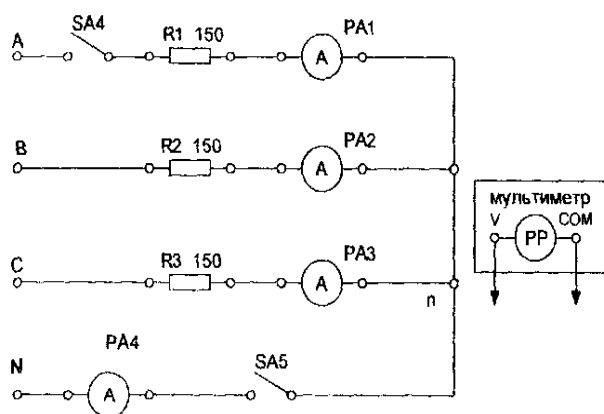 A
SA4
R1 150
PA1
A
B
R2 150
PA2
A
C
R3 150
PA3
A
n
мультиметр
V
PP
COM
N
PA4
A
SA5